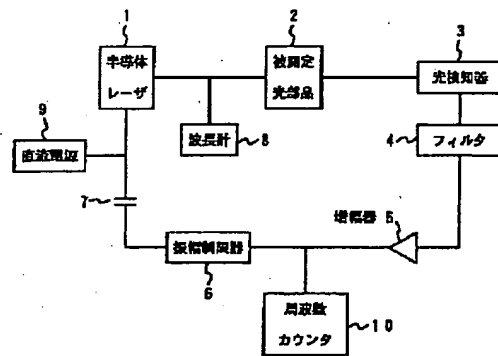 1
半導体
レーザ
2
被測定
光部品
3
光検知器
9
直流電源
波長計
8
4
フィルタ
7
増幅器 5
振幅制限器
6
周波数
カウンタ
10